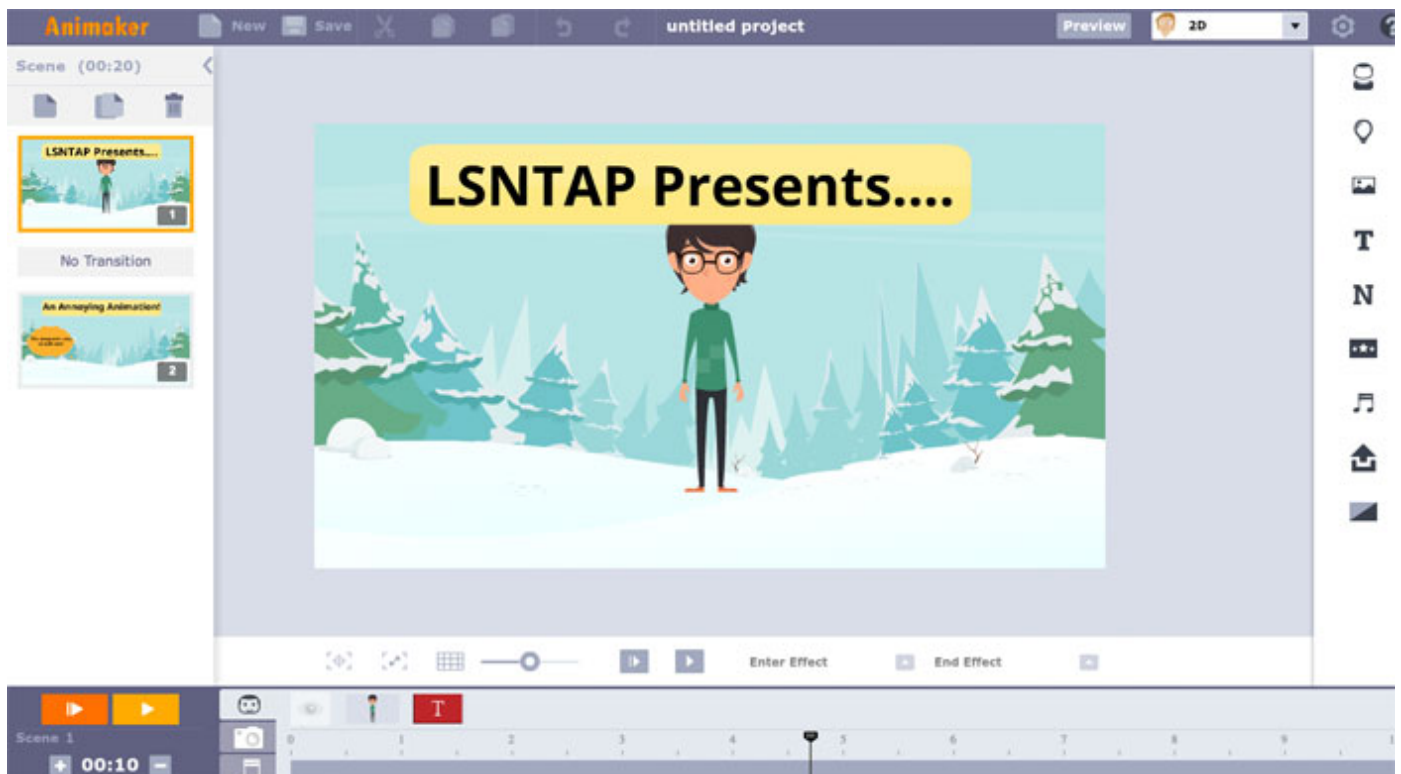 Animaker New Save untitled project Preview 2D
Scene (00:20)
LSNTAP Presents....
1
No Transition
An Annoying Animation!
2
LSNTAP Presents....
T
N
Enter Effect End Effect
T
Scene 1
0 1 2 3 4 5 6 7 8 9 1
+ 00:10 -